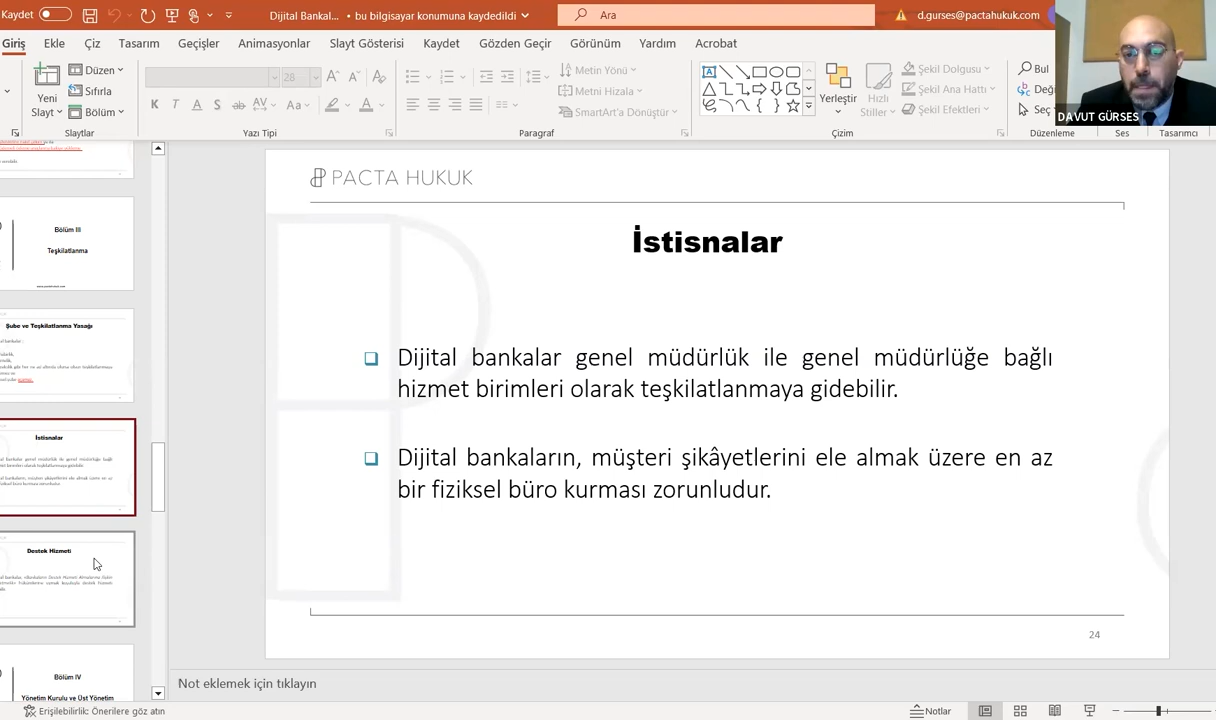 Kaydet
Dijital Bankal... • bu bilgisayar konumuna kaydedildi
Ara
d.gurses@pactahukuk.com
Giriş Ekle Çiz Tasarım Geçişler Animasyonlar Slayt Gösterisi Kaydet Gözden Geçir Görünüm Yardım Acrobat
Yeni
Slayt
Düzen
Sıfırla
Bölüm
Slaytlar
28
K T A S ab AV Aa A
Yazı Tipi
Metin Yönü
Metni Hizala
SmartArt'a Dönüştür
Paragraf
Yerleştir
Hızlı
Stiller
Şekil Dolgusu
Şekil Ana Hattı
Şekil Efektleri
Çizim
Bul
Deği
Seç
Düzenleme
Ses
Tasarımcı
DAVUT GÜRSES
Bölüm III
Teşkilatlanma
Şube ve Teşkilatlanma Yasağı
İstisnalar
Destek Hizmeti
Bölüm IV
Yönetim Kurulu ve Üst Yönetim
PACTA HUKUK
İstisnalar
Dijital bankalar genel müdürlük ile genel müdürlüğe bağlı
hizmet birimleri olarak teşkilatlanmaya gidebilir.
Dijital bankaların, müşteri şikâyetlerini ele almak üzere en az
bir fiziksel büro kurması zorunludur.
24
Not eklemek için tıklayın
Erişilebilirlik: Önerilere göz atın
Notlar